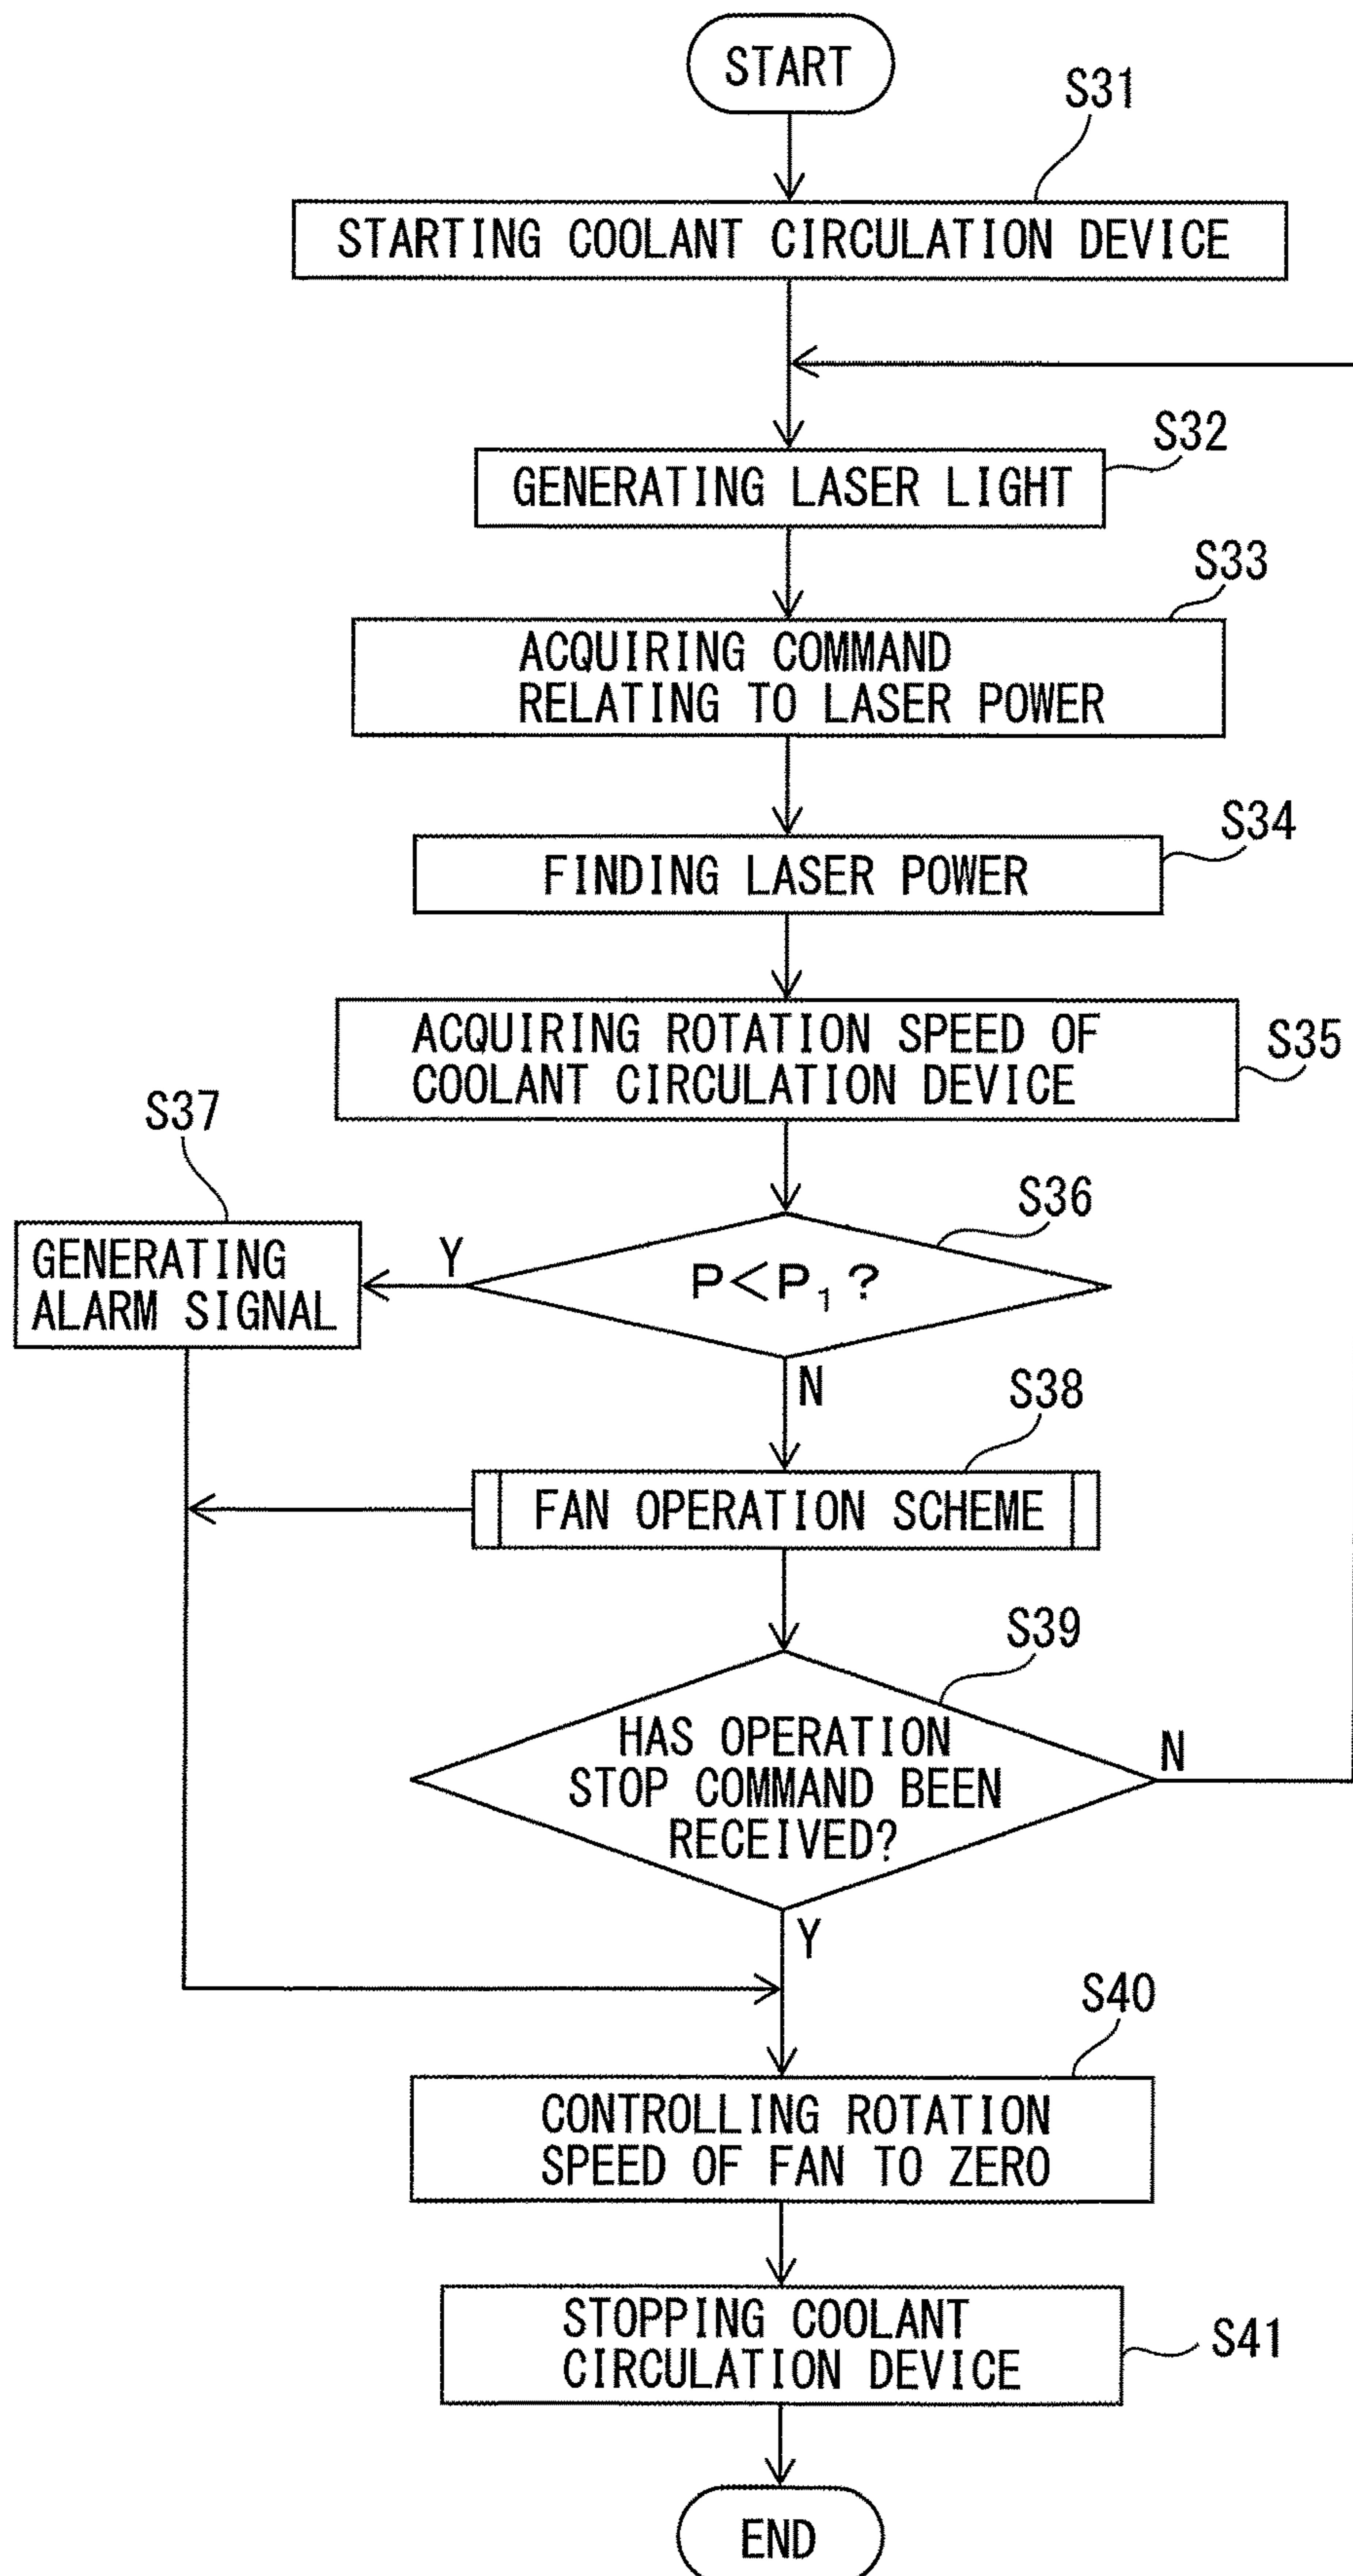 START
S31
STARTING COOLANT CIRCULATION DEVICE
S32
GENERATING LASER LIGHT
S33
ACQUIRING COMMAND
RELATING TO LASER POWER
S34
FINDING LASER POWER
S35
ACQUIRING ROTATION SPEED OF
COOLANT CIRCULATION DEVICE
S37
GENERATING
ALARM SIGNAL
Y
S36
P<P₁?
N
S38
FAN OPERATION SCHEME
S39
HAS OPERATION
STOP COMMAND BEEN
RECEIVED?
N
Y
S40
CONTROLLING ROTATION
SPEED OF FAN TO ZERO
STOPPING COOLANT
CIRCULATION DEVICE
S41
END